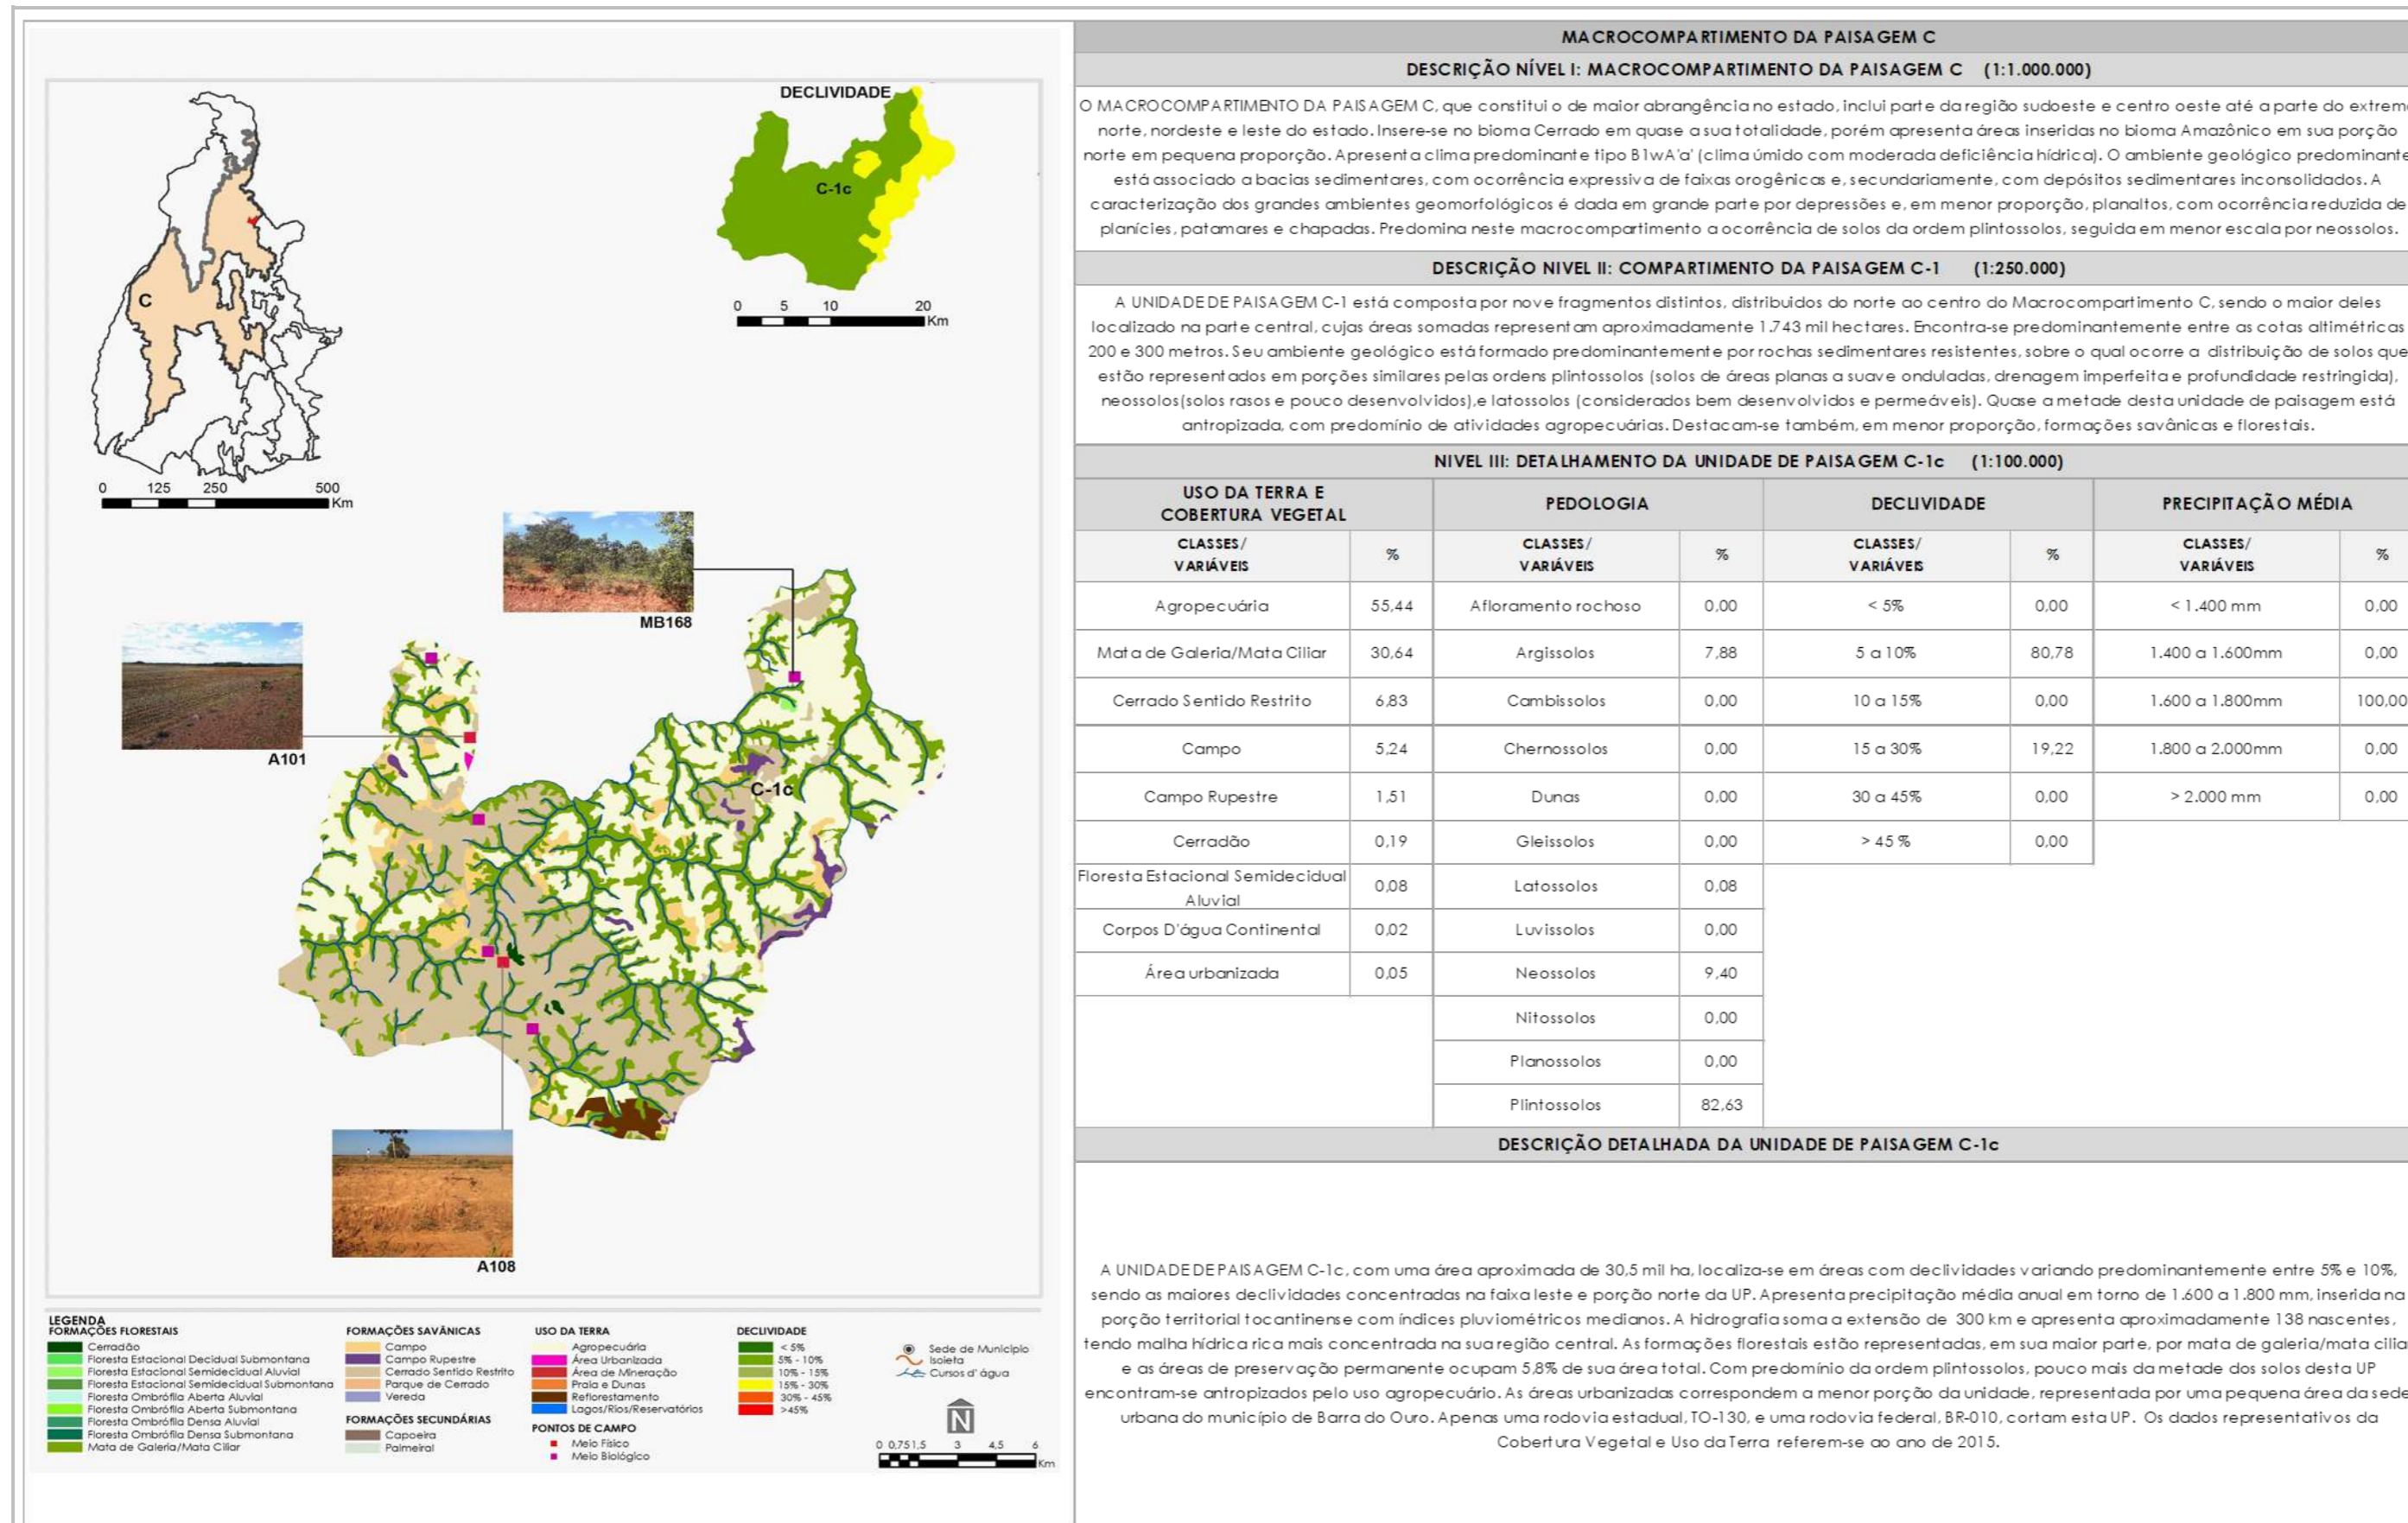 DECLIVIDADE
C-1c
0 5 10 20
Km
C
0 125 250 500
Km
MB168
A101
C-1c
A108
LEGENDA
FORMAÇÕES FLORESTAIS
Cerradão
Floresta Estacional Decidual Submontana
Floresta Estacional Semidecidual Aluvial
Floresta Estacional Semidecidual Submontana
Floresta Ombrófila Aberta Aluvial
Floresta Ombrófila Aberta Submontana
Floresta Ombrófila Densa Aluvial
Floresta Ombrófila Densa Submontana
Mata de Galeria/Mata Ciliar
FORMAÇÕES SAVÂNICAS
Campo
Campo Rupestre
Cerrado Sentido Restrito
Parque de Cerrado
Vereda
FORMAÇÕES SECUNDÁRIAS
Capoeira
Palmeiral
USO DA TERRA
Agropecuária
Área Urbanizada
Área de Mineração
Praia e Dunas
Reflorestamento
Lagos/Rios/Reservatórios
PONTOS DE CAMPO
Meio Físico
Meio Biológico
DECLIVIDADE
< 5%
5% - 10%
10% - 15%
15% - 30%
30% - 45%
>45%
Sede de Município
Isoieta
Cursos d' água
N
0 0,751,5 3 4,5 6
Km
MACROCOMPARTIMENTO DA PAISAGEM C
DESCRIÇÃO NÍVEL I: MACROCOMPARTIMENTO DA PAISAGEM C (1:1.000.000)
O MACROCOMPARTIMENTO DA PAISAGEM C, que constitui o de maior abrangência no estado, inclui parte da região sudoeste e centro oeste até a parte do extrem
norte, nordeste e leste do estado. Insere-se no bioma Cerrado em quase a sua totalidade, porém apresenta áreas inseridas no bioma Amazônico em sua porção
norte em pequena proporção. Apresenta clima predominante tipo B1wA'a' (clima úmido com moderada deficiência hídrica). O ambiente geológico predominante
está associado a bacias sedimentares, com ocorrência expressiva de faixas orogênicas e, secundariamente, com depósitos sedimentares inconsolidados. A
caracterização dos grandes ambientes geomorfológicos é dada em grande parte por depressões e, em menor proporção, planaltos, com ocorrência reduzida de
planícies, patamares e chapadas. Predomina neste macrocompartimento a ocorrência de solos da ordem plintossolos, seguida em menor escala por neossolos.
DESCRIÇÃO NIVEL II: COMPARTIMENTO DA PAISAGEM C-1 (1:250.000)
A UNIDADE DE PAISAGEM C-1 está composta por nove fragmentos distintos, distribuidos do norte ao centro do Macrocompartimento C, sendo o maior deles
localizado na parte central, cujas áreas somadas representam aproximadamente 1.743 mil hectares. Encontra-se predominantemente entre as cotas altimétricas
200 e 300 metros. Seu ambiente geológico está formado predominantemente por rochas sedimentares resistentes, sobre o qual ocorre a distribuição de solos que
estão representados em porções similares pelas ordens plintossolos (solos de áreas planas a suave onduladas, drenagem imperfeita e profundidade restringida),
neossolos(solos rasos e pouco desenvolvidos),e latossolos (considerados bem desenvolvidos e permeáveis). Quase a metade desta unidade de paisagem está
antropizada, com predomínio de atividades agropecuárias. Destacam-se também, em menor proporção, formações savânicas e florestais.
NIVEL III: DETALHAMENTO DA UNIDADE DE PAISAGEM C-1c (1:100.000)
USO DA TERRA E
COBERTURA VEGETAL
PEDOLOGIA DECLIVIDADE PRECIPITAÇÃO MÉDIA
CLASSES/
VARIÁVEIS
%
CLASSES/
VARIÁVEIS
%
CLASSES/
VARIÁVEIS
%
CLASSES/
VARIÁVEIS
%
Agropecuária 55,44 Afloramento rochoso 0,00 < 5% 0,00 < 1.400 mm 0,00
Mata de Galeria/Mata Ciliar 30,64 Argissolos 7,88 5 a 10% 80,78 1.400 a 1.600mm 0,00
Cerrado Sentido Restrito 6,83 Cambissolos 0,00 10 a 15% 0,00 1.600 a 1.800mm 100,00
Campo 5,24 Chernossolos 0,00 15 a 30% 19,22 1.800 a 2.000mm 0,00
Campo Rupestre 1,51 Dunas 0,00 30 a 45% 0,00 > 2.000 mm 0,00
Cerradão 0,19 Gleissolos 0,00 > 45 % 0,00
Floresta Estacional Semidecidual
Aluvial
0,08 Latossolos 0,08
Corpos D'água Continental 0,02 Luvissolos 0,00
Área urbanizada 0,05 Neossolos 9,40
Nitossolos 0,00
Planossolos 0,00
Plintossolos 82,63
DESCRIÇÃO DETALHADA DA UNIDADE DE PAISAGEM C-1c
A UNIDADE DE PAISAGEM C-1c, com uma área aproximada de 30,5 mil ha, localiza-se em áreas com declividades variando predominantemente entre 5% e 10%,
sendo as maiores declividades concentradas na faixa leste e porção norte da UP. Apresenta precipitação média anual em torno de 1.600 a 1.800 mm, inserida na
porção territorial tocantinense com índices pluviométricos medianos. A hidrografia soma a extensão de 300 km e apresenta aproximadamente 138 nascentes,
tendo malha hídrica rica mais concentrada na sua região central. As formações florestais estão representadas, em sua maior parte, por mata de galeria/mata ciliar
e as áreas de preservação permanente ocupam 5,8% de sua área total. Com predomínio da ordem plintossolos, pouco mais da metade dos solos desta UP
encontram-se antropizados pelo uso agropecuário. As áreas urbanizadas correspondem a menor porção da unidade, representada por uma pequena área da sede
urbana do município de Barra do Ouro. Apenas uma rodovia estadual, TO-130, e uma rodovia federal, BR-010, cortam esta UP. Os dados representativos da
Cobertura Vegetal e Uso da Terra referem-se ao ano de 2015.